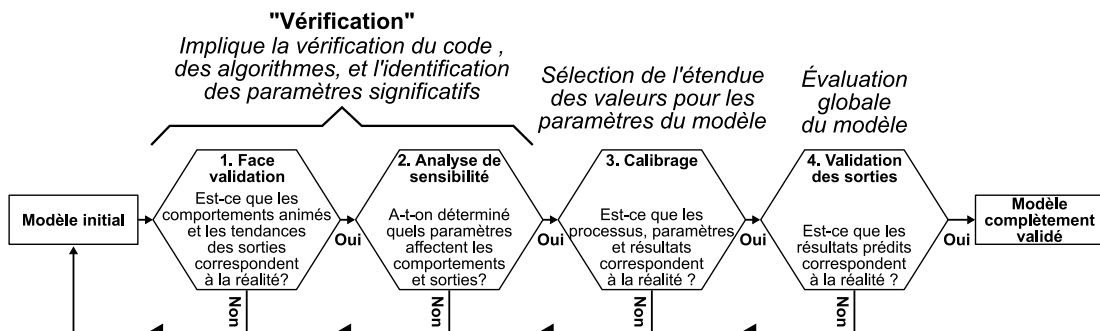 "Vérification"
Implique la vérification du code ,
des algorithmes, et l'identification
des paramètres significatifs
Sélection de l'étendue
des valeurs pour les
paramètres du modèle
Évaluation
globale
du modèle
Modèle initial
1. Face
validation
Est-ce que les
comportements animés
et les tendances
des sorties
correspondent
à la réalité?
Oui
Non
2. Analyse de
sensibilité
A-t-on déterminé
quels paramètres
affectent les
comportements
et sorties?
Oui
Non
3. Calibrage
Est-ce que les
processus, paramètres
et résultats
correspondent
à la réalité ?
Oui
Non
4. Validation
des sorties
Est-ce que les
résultats prédits
correspondent
à la réalité ?
Oui
Non
Modèle
complètement
validé